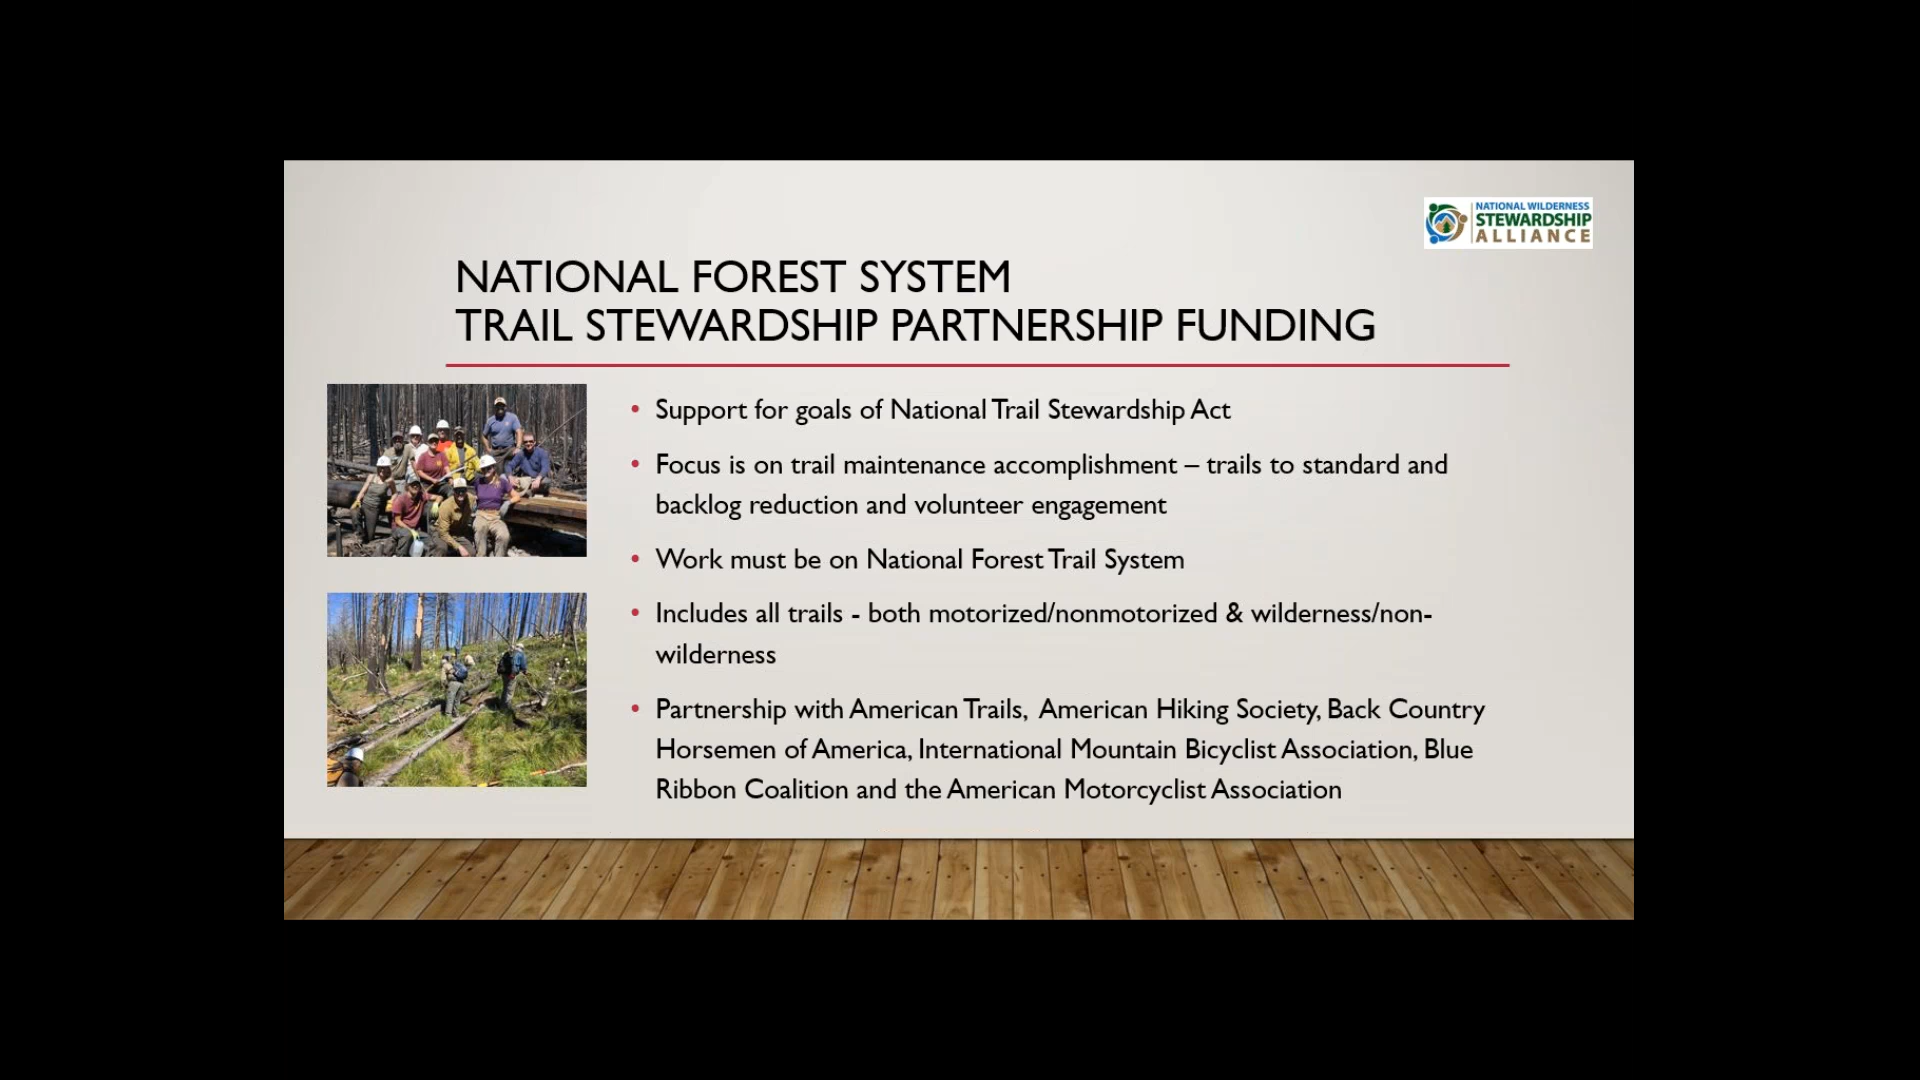 NATIONAL WILDERNESS
STEWARDSHIP
ALLIANCE
NATIONAL FOREST SYSTEM
TRAIL STEWARDSHIP PARTNERSHIP FUNDING
• Support for goals of National Trail Stewardship Act
• Focus is on trail maintenance accomplishment – trails to standard and
backlog reduction and volunteer engagement
• Work must be on National Forest Trail System
• Includes all trails - both motorized/nonmotorized & wilderness/non-
wilderness
• Partnership with American Trails, American Hiking Society, Back Country
Horsemen of America, International Mountain Bicyclist Association, Blue
Ribbon Coalition and the American Motorcyclist Association